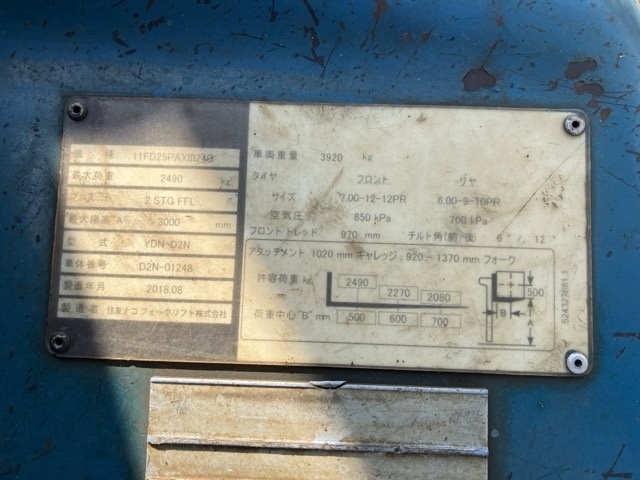 機種 11FD25PAXIII24D
最大荷重 2490 kg
マスト 2 STG FFL
最大揚高 A 3000 mm
型式 YDN-D2N
車体番号 D2N-01248
製造年月 2018.08
製造者 住友ナコフォークリフト株式会社
車両重量 3920 kg
タイヤ フロント リヤ
サイズ 7.00-12-12PR 6.00-9-10PR
空気圧 850 kPa 700 kPa
フロントトレッド 970 mm チルト角(前/後) 6 / 12
アタッチメント 1020 mm キャレッジ, 920 - 1370 mm フォーク
許容荷重 kg 2490 2270 2080
荷重中心 "B" mm 500 600 700
500
B
A